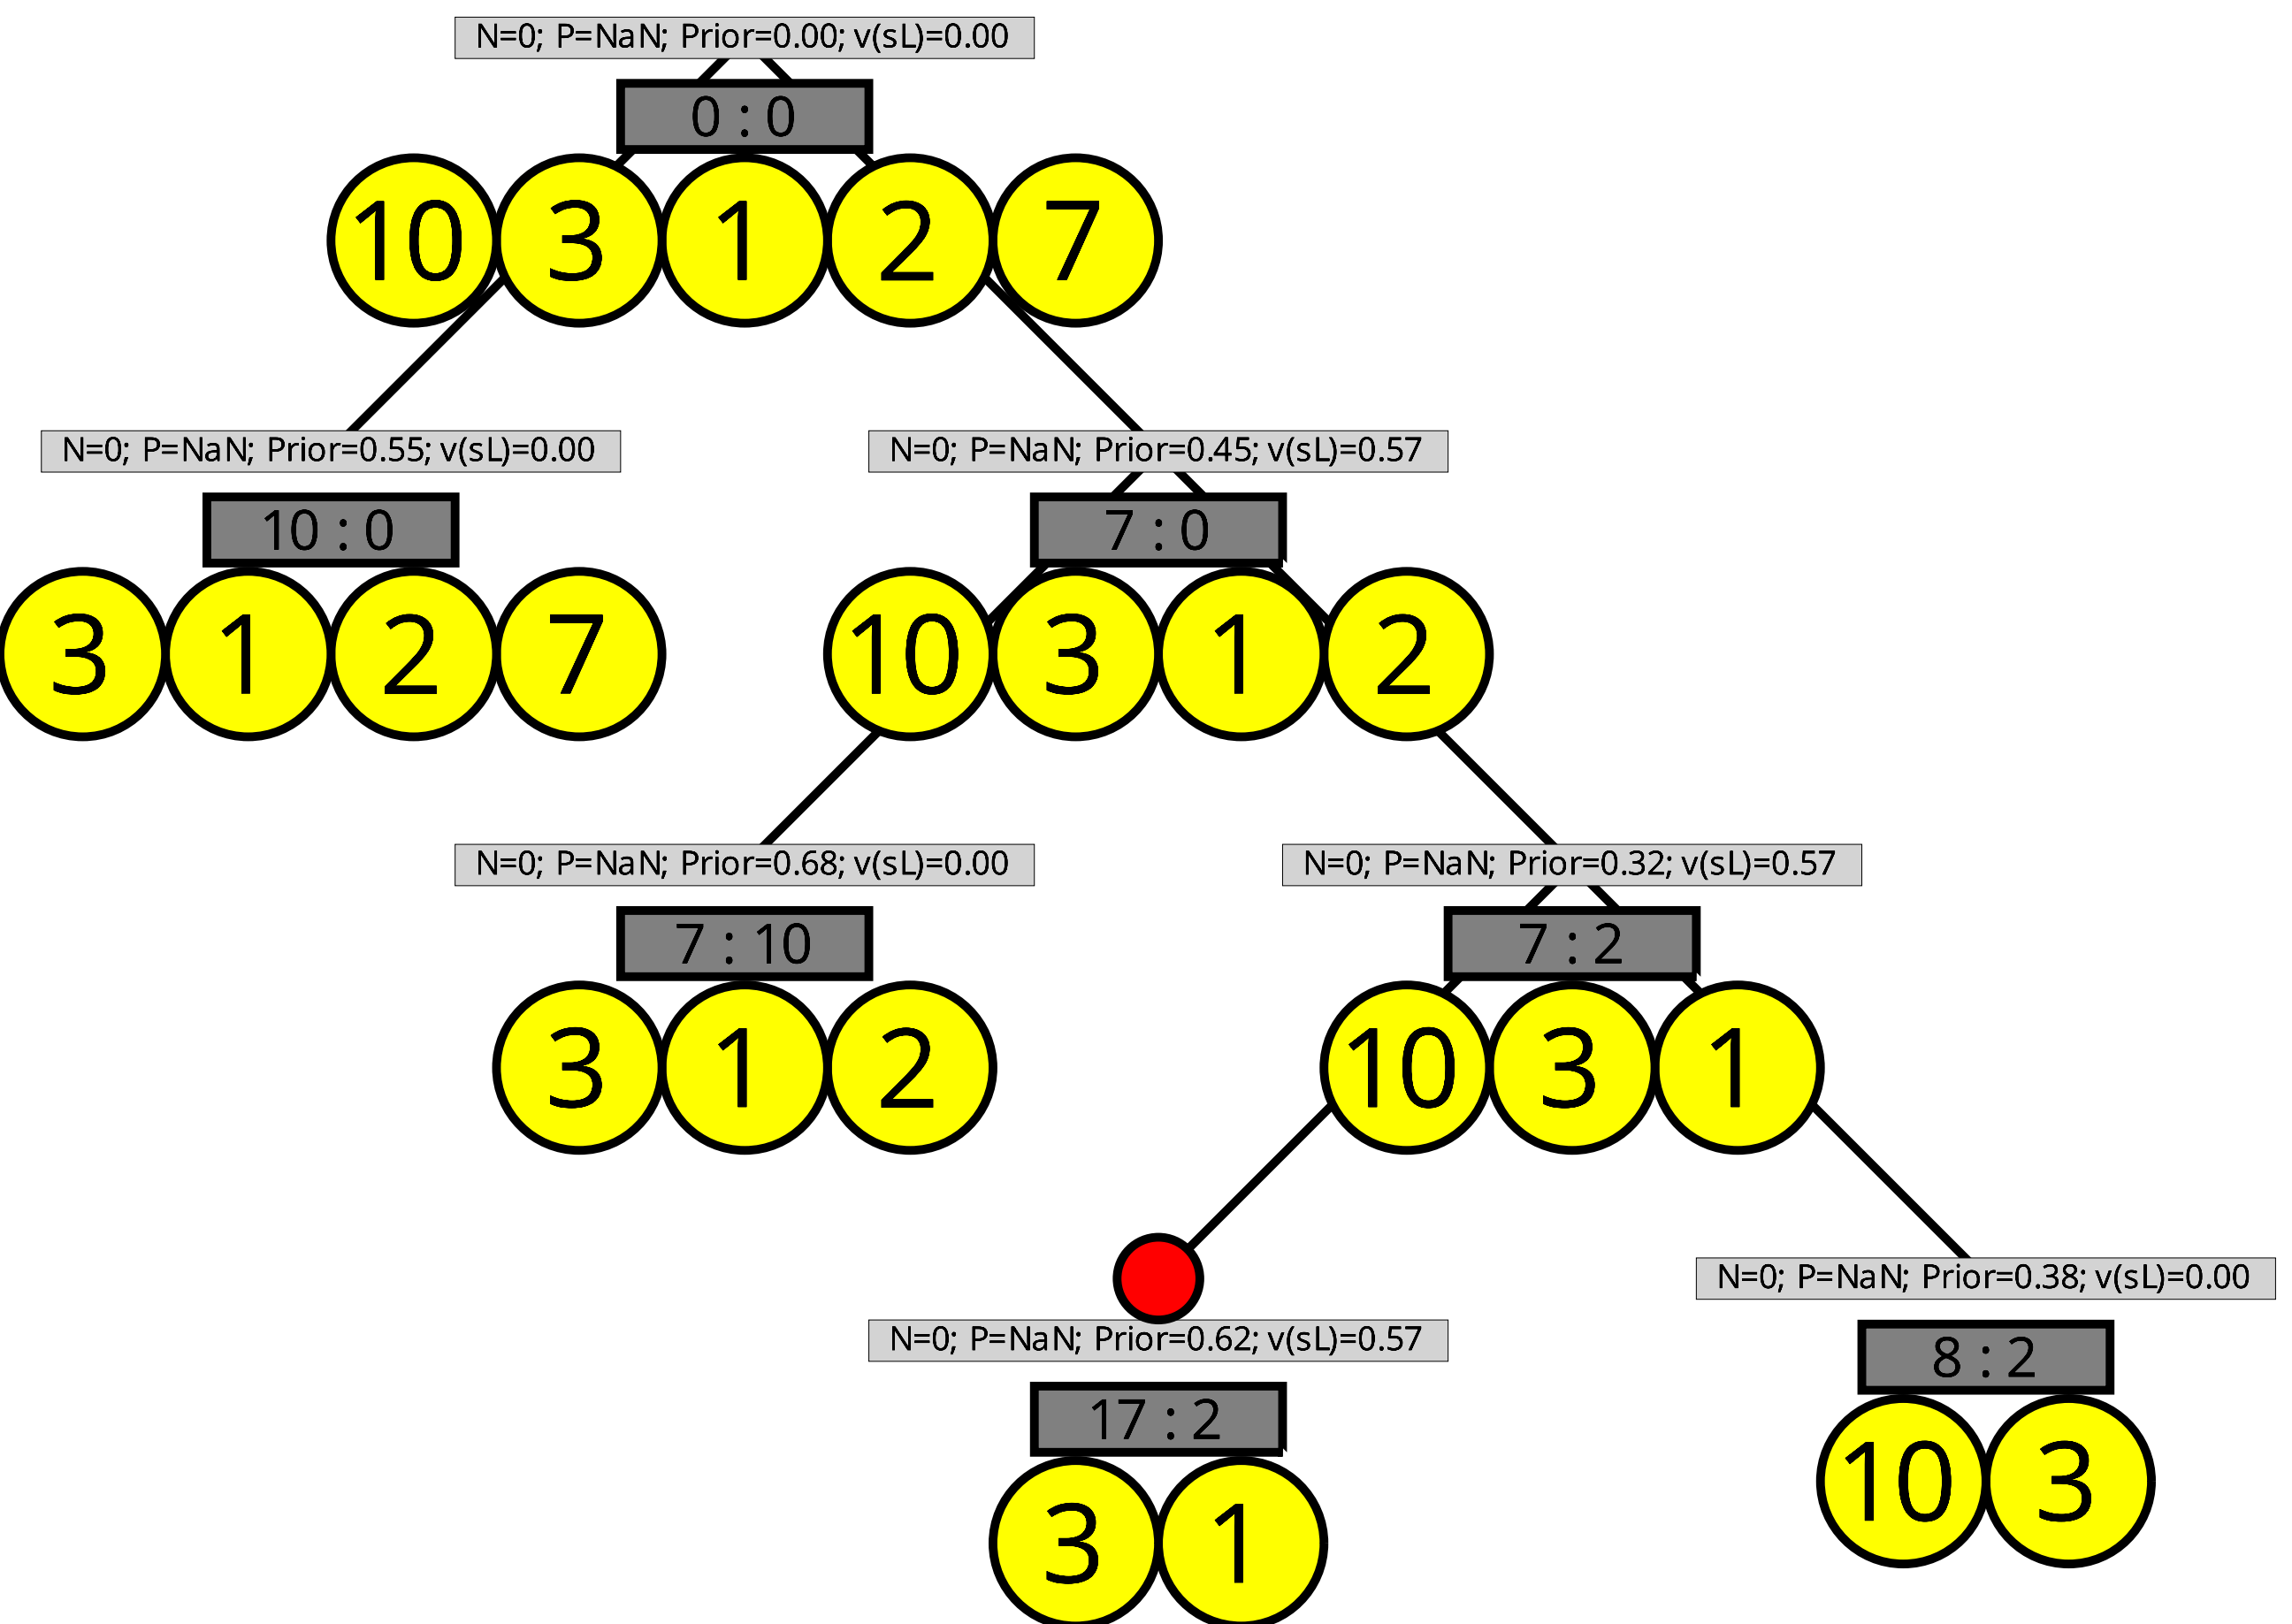 N=0; P=NaN; Prior=0.00; v(sL)=0.00
0 : 0
10 3 1 2 7
N=0; P=NaN; Prior=0.55; v(sL)=0.00
N=0; P=NaN; Prior=0.45; v(sL)=0.57
10 : 0
7 : 0
3 1 2 7
10 3 1 2
N=0; P=NaN; Prior=0.68; v(sL)=0.00
N=0; P=NaN; Prior=0.32; v(sL)=0.57
7 : 10
7 : 2
3 1 2
10 3 1
N=0; P=NaN; Prior=0.62; v(sL)=0.57
N=0; P=NaN; Prior=0.38; v(sL)=0.00
17 : 2
8 : 2
3 1
10 3